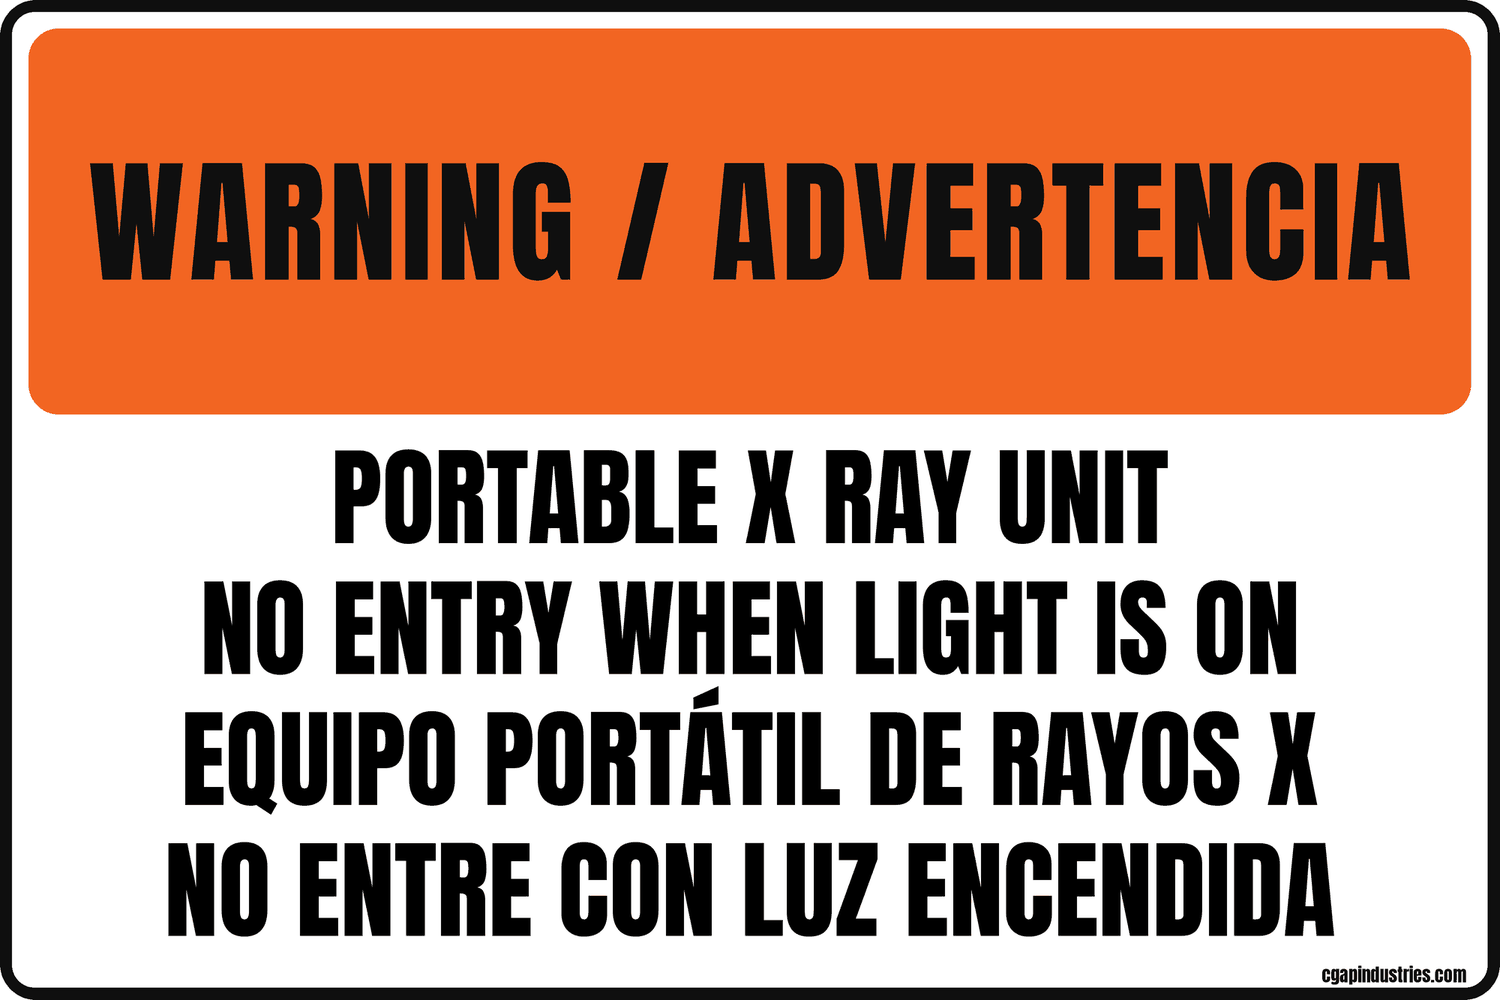 WARNING / ADVERTENCIA
PORTABLE X RAY UNIT
NO ENTRY WHEN LIGHT IS ON
EQUIPO PORTÁTIL DE RAYOS X
NO ENTRE CON LUZ ENCENDIDA
cgapindustries.com